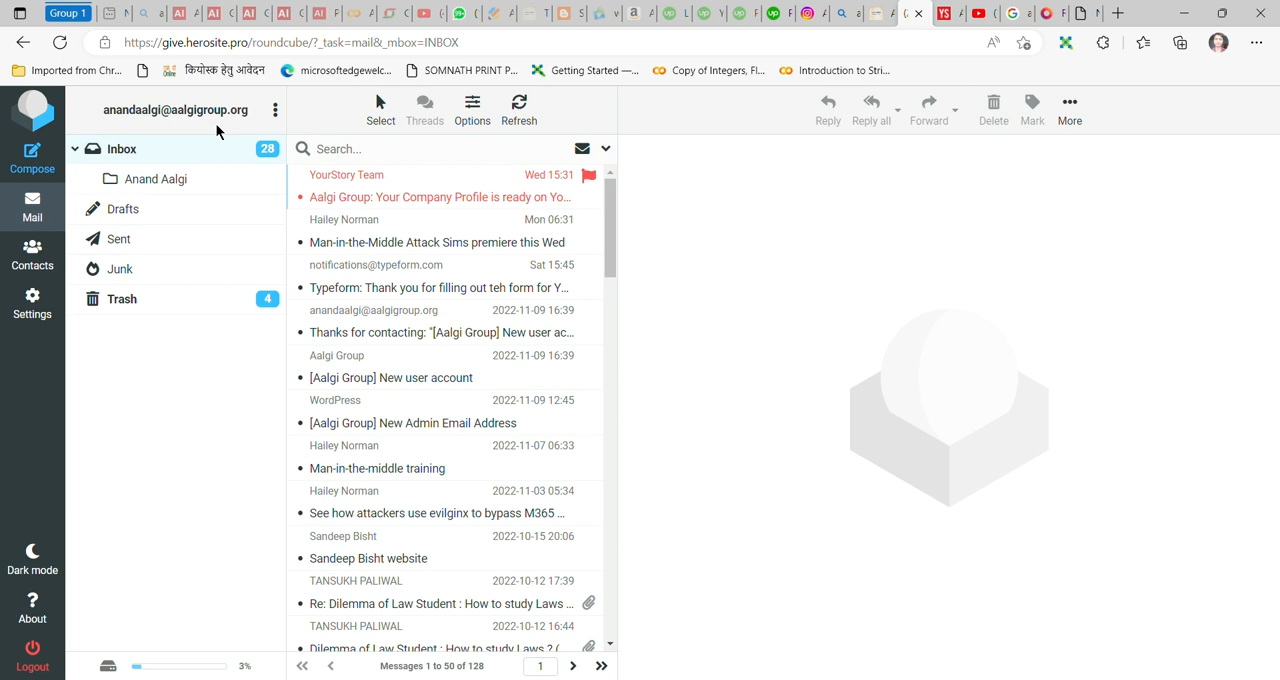 Group 1
https://give.herosite.pro/roundcube/?_task=mail&_mbox=INBOX
Imported from Chr...
कियोस्क हेतु आवेदन
microsoftedgewelc...
SOMNATH PRINT P...
Getting Started —...
Copy of Integers, Fl...
Introduction to Stri...
anandaalgi@aalgigroup.org
Select
Threads
Options
Refresh
Reply
Reply all
Forward
Delete
Mark
More
Compose
Mail
Contacts
Settings
Dark mode
About
Logout
Inbox 28
Anand Aalgi
Drafts
Sent
Junk
Trash 4
3%
Search...
YourStory Team Wed 15:31
Aalgi Group: Your Company Profile is ready on Yo...
Hailey Norman Mon 06:31
Man-in-the-Middle Attack Sims premiere this Wed
notifications@typeform.com Sat 15:45
Typeform: Thank you for filling out teh form for Y...
anandaalgi@aalgigroup.org 2022-11-09 16:39
Thanks for contacting: "[Aalgi Group] New user ac...
Aalgi Group 2022-11-09 16:39
[Aalgi Group] New user account
WordPress 2022-11-09 12:45
[Aalgi Group] New Admin Email Address
Hailey Norman 2022-11-07 06:33
Man-in-the-middle training
Hailey Norman 2022-11-03 05:34
See how attackers use evilginx to bypass M365 ...
Sandeep Bisht 2022-10-15 20:06
Sandeep Bisht website
TANSUKH PALIWAL 2022-10-12 17:39
Re: Dilemma of Law Student : How to study Laws ...
TANSUKH PALIWAL 2022-10-12 16:44
Dilemma of Law Student : How to study Laws ? (
Messages 1 to 50 of 128
1